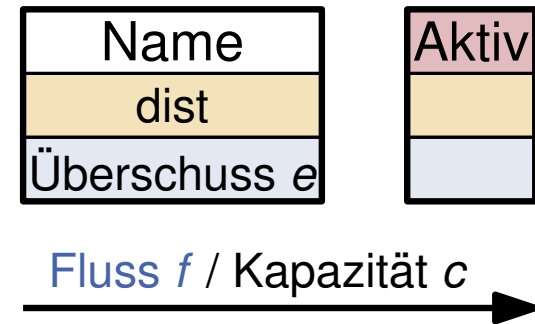 Name
dist
Überschuss e
Aktiv
Fluss f / Kapazität c